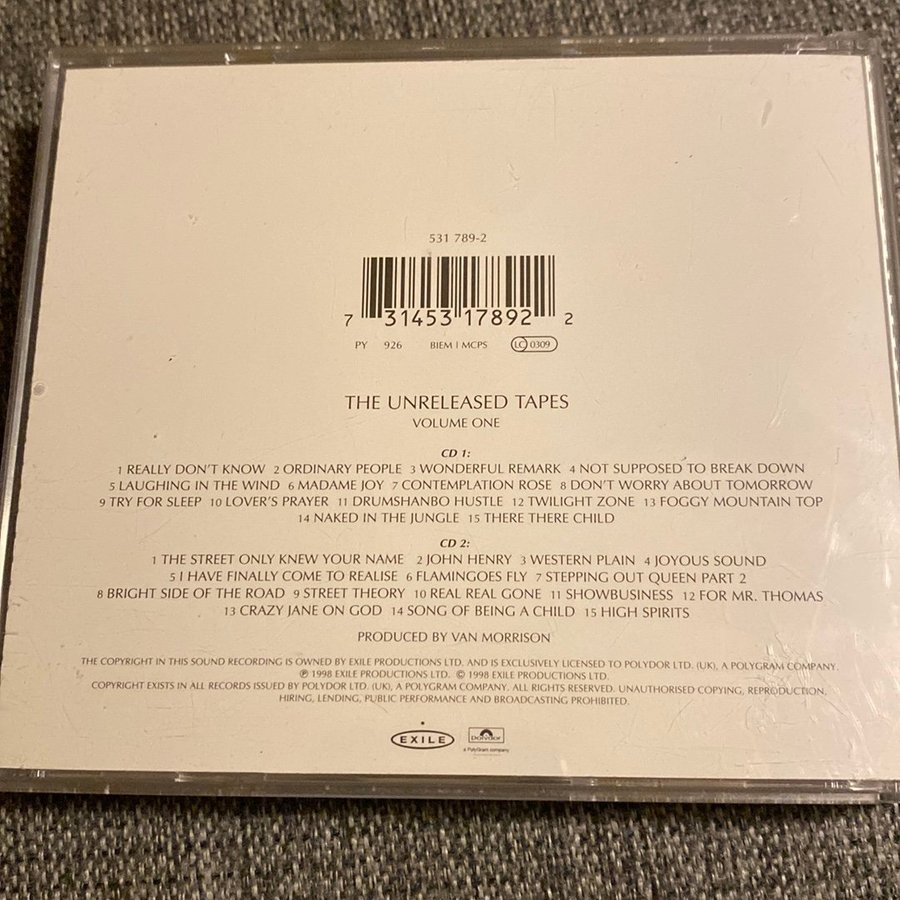 531 789-2
7 31453 17892 2
PY 926 BIEM | MCPS LC 0309
THE UNRELEASED TAPES
VOLUME ONE
CD 1:
1 REALLY DON'T KNOW 2 ORDINARY PEOPLE 3 WONDERFUL REMARK 4 NOT SUPPOSED TO BREAK DOWN
5 LAUGHING IN THE WIND 6 MADAME JOY 7 CONTEMPLATION ROSE 8 DON'T WORRY ABOUT TOMORROW
9 TRY FOR SLEEP 10 LOVER'S PRAYER 11 DRUMSHANBO HUSTLE 12 TWILIGHT ZONE 13 FOGGY MOUNTAIN TOP
14 NAKED IN THE JUNGLE 15 THERE THERE CHILD
CD 2:
1 THE STREET ONLY KNEW YOUR NAME 2 JOHN HENRY 3 WESTERN PLAIN 4 JOYOUS SOUND
5 I HAVE FINALLY COME TO REALISE 6 FLAMINGOES FLY 7 STEPPING OUT QUEEN PART 2
8 BRIGHT SIDE OF THE ROAD 9 STREET THEORY 10 REAL REAL GONE 11 SHOWBUSINESS 12 FOR MR. THOMAS
13 CRAZY JANE ON GOD 14 SONG OF BEING A CHILD 15 HIGH SPIRITS
PRODUCED BY VAN MORRISON
THE COPYRIGHT IN THIS SOUND RECORDING IS OWNED BY EXILE PRODUCTIONS LTD. AND IS EXCLUSIVELY LICENSED TO POLYDOR LTD. (UK), A POLYGRAM COMPANY.
℗ 1998 EXILE PRODUCTIONS LTD. © 1998 EXILE PRODUCTIONS LTD.
COPYRIGHT EXISTS IN ALL RECORDS ISSUED BY POLYDOR LTD. (UK), A POLYGRAM COMPANY. ALL RIGHTS RESERVED. UNAUTHORISED COPYING, REPRODUCTION,
HIRING, LENDING, PUBLIC PERFORMANCE AND BROADCASTING PROHIBITED.
EXILE Polydor
a PolyGram company